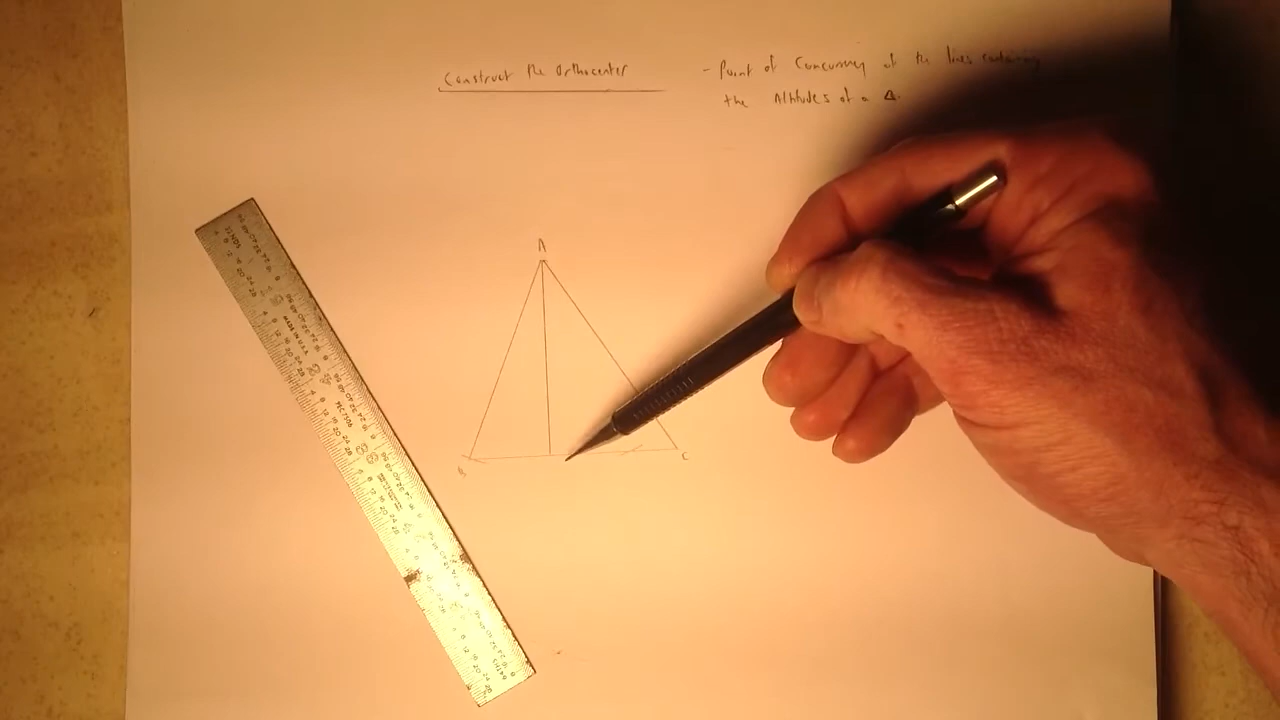 Construct the Orthocenter
- Point of Concurrency of the lines containing
the Altitudes of a Δ.
A
B
C